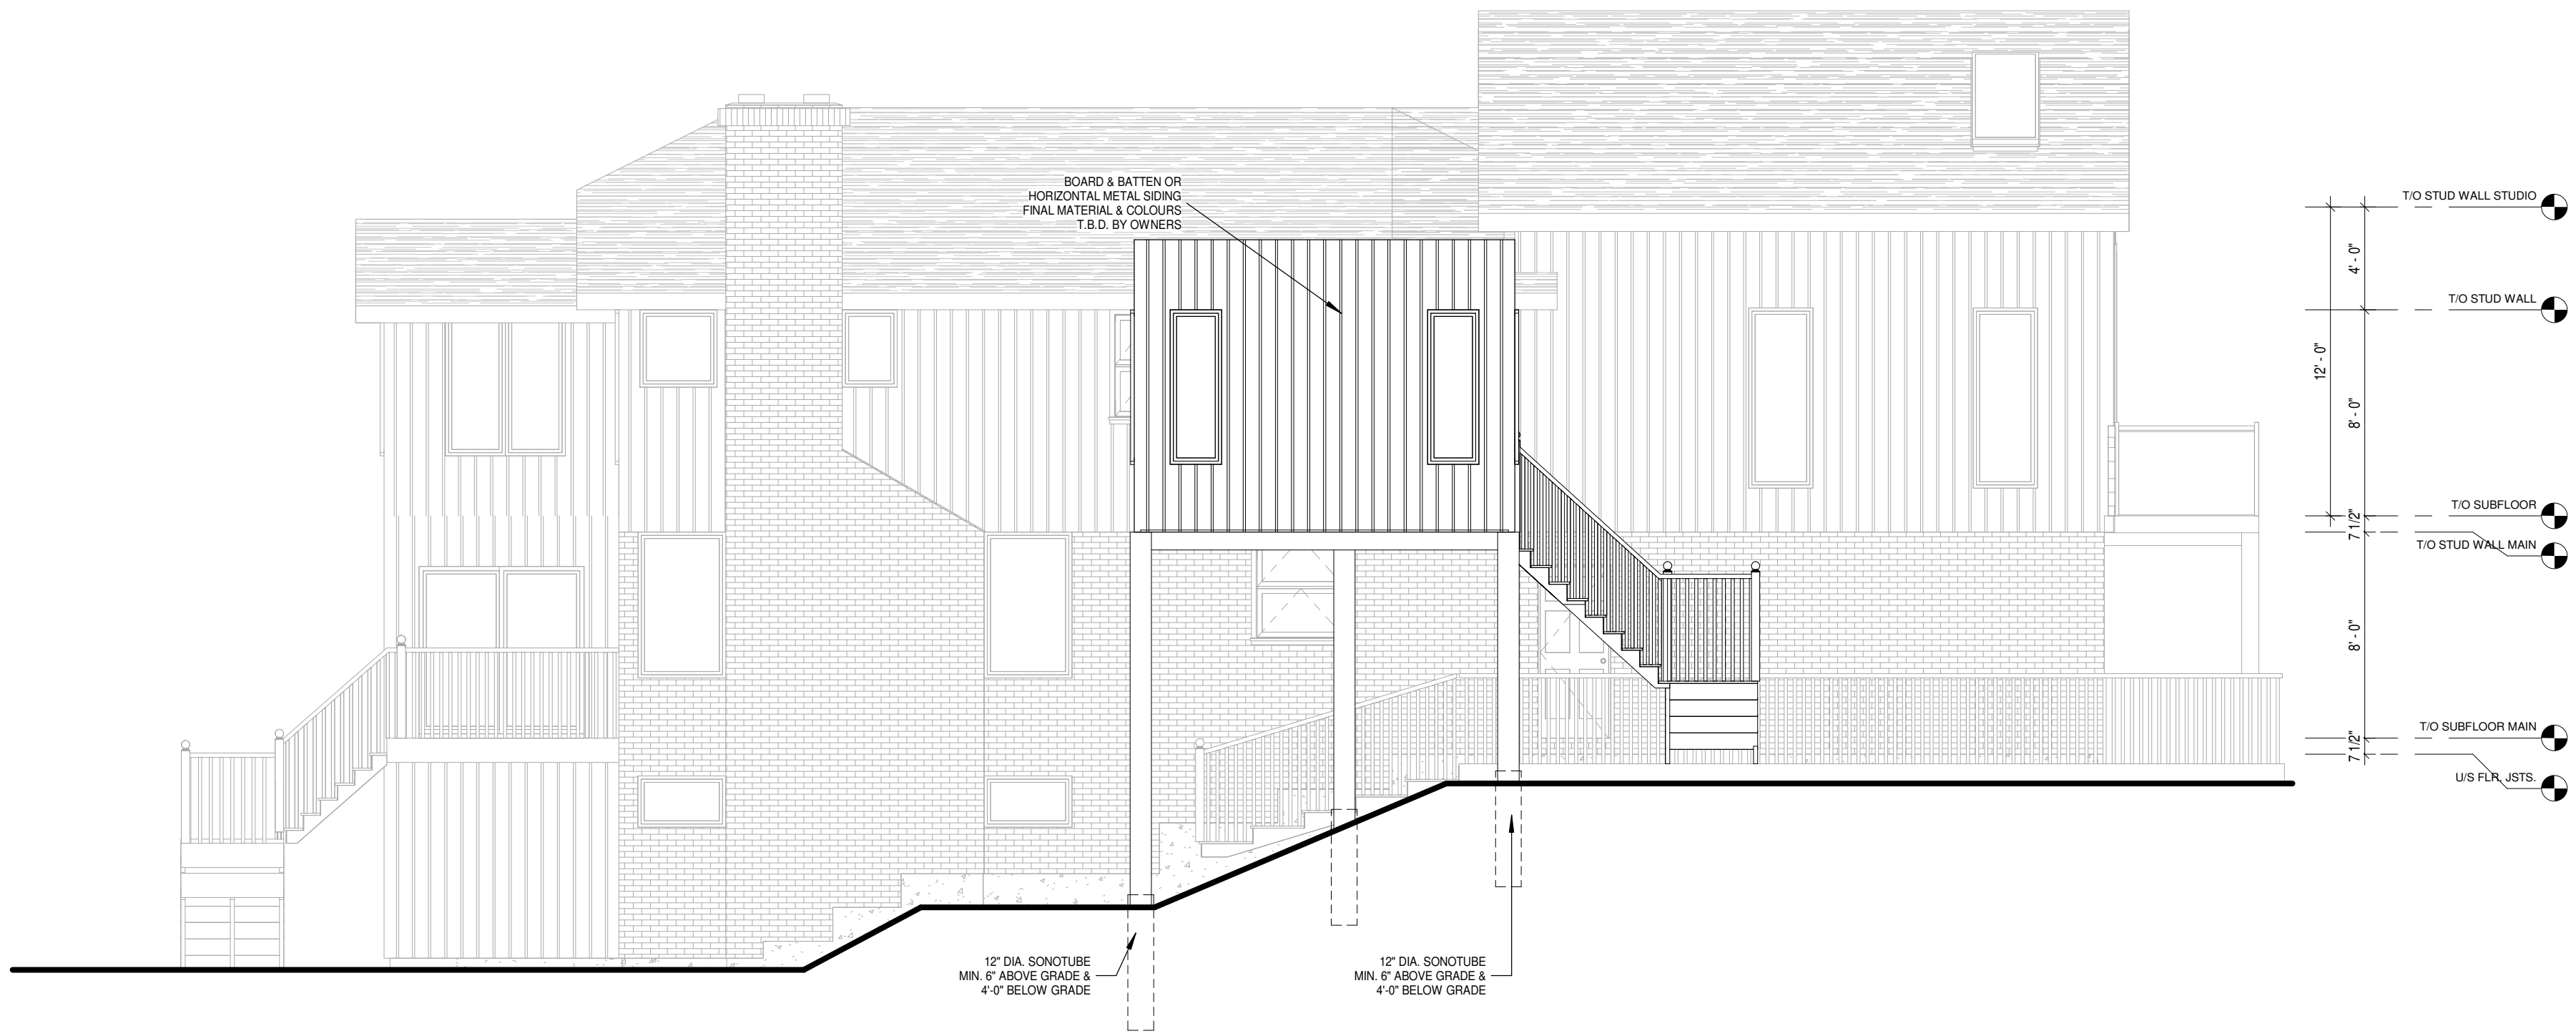 BOARD & BATTEN OR
HORIZONTAL METAL SIDING
FINAL MATERIAL & COLOURS
T.B.D. BY OWNERS
T/O STUD WALL STUDIO
4' - 0"
T/O STUD WALL
12' - 0"
8' - 0"
T/O SUBFLOOR
7 1/2"
T/O STUD WALL MAIN
8' - 0"
T/O SUBFLOOR MAIN
7 1/2"
U/S FLR. JSTS.
12" DIA. SONOTUBE
MIN. 6" ABOVE GRADE &
4'-0" BELOW GRADE
12" DIA. SONOTUBE
MIN. 6" ABOVE GRADE &
4'-0" BELOW GRADE